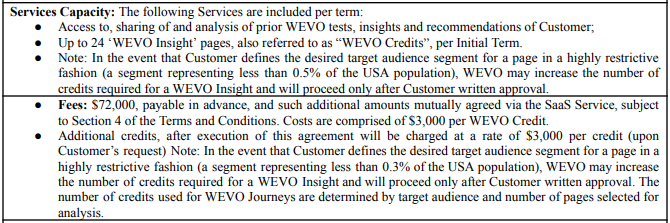 Services Capacity: The following Services are included per term:
● Access to, sharing of and analysis of prior WEVO tests, insights and recommendations of Customer;
● Up to 24 ‘WEVO Insight’ pages, also referred to as “WEVO Credits”, per Initial Term.
● Note: In the event that Customer defines the desired target audience segment for a page in a highly restrictive
fashion (a segment representing less than 0.5% of the USA population), WEVO may increase the number of
credits required for a WEVO Insight and will proceed only after Customer written approval.
● Fees: $72,000, payable in advance, and such additional amounts mutually agreed via the SaaS Service, subject
to Section 4 of the Terms and Conditions. Costs are comprised of $3,000 per WEVO Credit.
● Additional credits, after execution of this agreement will be charged at a rate of $3,000 per credit (upon
Customer’s request) Note: In the event that Customer defines the desired target audience segment for a page in a
highly restrictive fashion (a segment representing less than 0.3% of the USA population), WEVO may increase
the number of credits required for a WEVO Insight and will proceed only after Customer written approval. The
number of credits used for WEVO Journeys are determined by target audience and number of pages selected for
analysis.